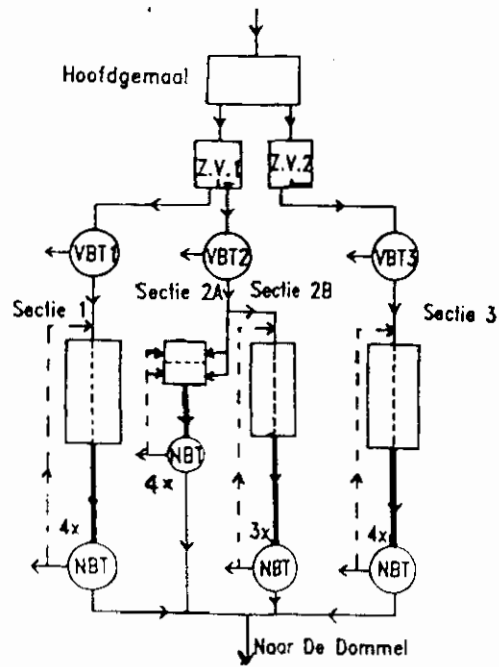 Hoofdgemaal
Z.V.1
Z.V.2
VBT1
VBT2
VBT3
Sectie 1
Sectie 2A
Sectie 2B
Sectie 3
NBT
4x
4x
3x
4x
NBT
NBT
NBT
Naar De Dommel